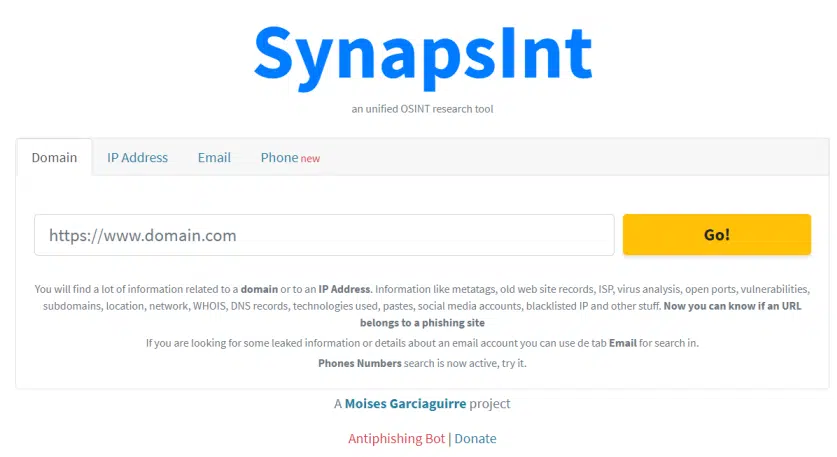 SynapsInt
an unified OSINT research tool
Domain IP Address Email Phone new
https://www.domain.com Go!
You will find a lot of information related to a domain or to an IP Address. Information like metatags, old web site records, ISP, virus analysis, open ports, vulnerabilities,
subdomains, location, network, WHOIS, DNS records, technologies used, pastes, social media accounts, blacklisted IP and other stuff. Now you can know if an URL
belongs to a phishing site
If you are looking for some leaked information or details about an email account you can use de tab Email for search in.
Phones Numbers search is now active, try it.
A Moises Garciaguirre project
Antiphishing Bot | Donate